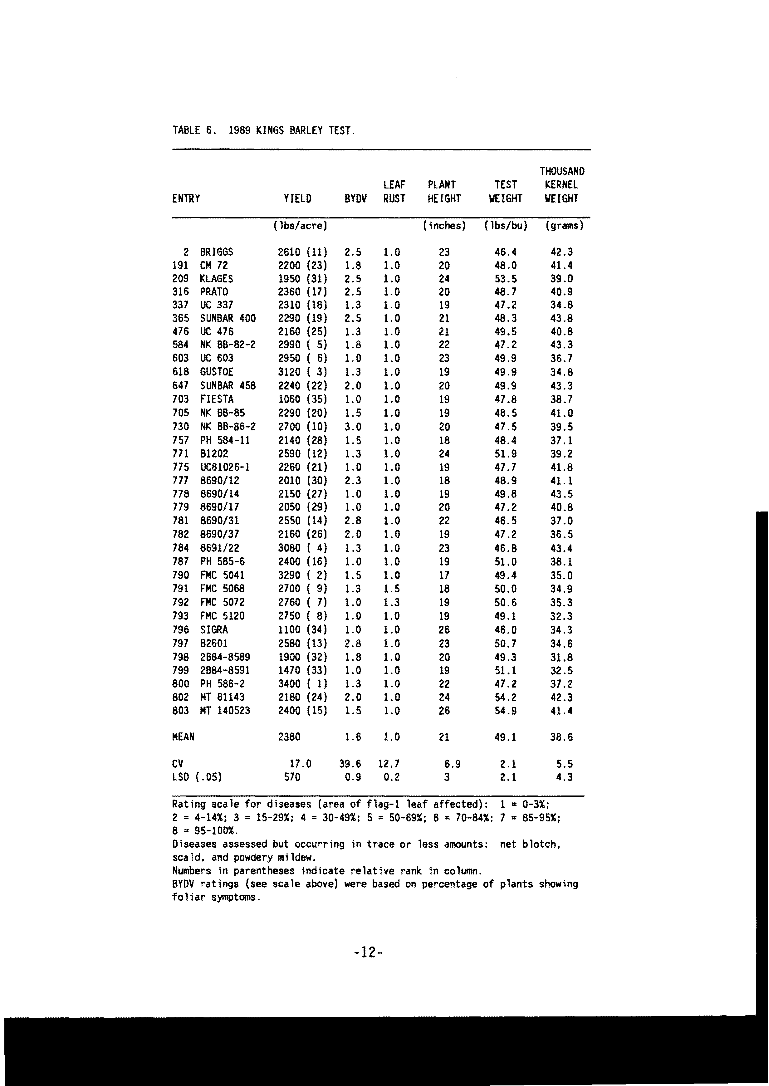 TABLE 6. 1989 KINGS BARLEY TEST.
THOUSAND
LEAF PLANT TEST KERNEL
ENTRY YIELD BYDV RUST HEIGHT WEIGHT WEIGHT
(lbs/acre) (inches) (lbs/bu) (grams)
2 BRIGGS 2610 (11) 2.5 1.0 23 46.4 42.3
191 CM 72 2200 (23) 1.8 1.0 20 48.0 41.4
209 KLAGES 1950 (31) 2.5 1.0 24 53.5 39.0
316 PRATO 2360 (17) 2.5 1.0 20 48.7 40.9
337 UC 337 2310 (18) 1.3 1.0 19 47.2 34.8
365 SUNBAR 400 2290 (19) 2.5 1.0 21 48.3 43.8
476 UC 476 2160 (25) 1.3 1.0 21 49.5 40.8
584 NK BB-82-2 2990 ( 5) 1.8 1.0 22 47.2 43.3
603 UC 603 2950 ( 6) 1.0 1.0 23 49.9 36.7
618 GUSTOE 3120 ( 3) 1.3 1.0 19 49.9 34.8
647 SUNBAR 458 2240 (22) 2.0 1.0 20 49.9 43.3
703 FIESTA 1060 (35) 1.0 1.0 19 47.8 38.7
705 NK BB-85 2290 (20) 1.5 1.0 19 48.5 41.0
730 NK BB-86-2 2700 (10) 3.0 1.0 20 47.5 39.5
757 PH 584-11 2140 (28) 1.5 1.0 18 48.4 37.1
771 B1202 2590 (12) 1.3 1.0 24 51.9 39.2
775 UC81026-1 2260 (21) 1.0 1.0 19 47.7 41.8
777 8690/12 2010 (30) 2.3 1.0 18 48.9 41.1
778 8690/14 2150 (27) 1.0 1.0 19 49.8 43.5
779 8690/17 2050 (29) 1.0 1.0 20 47.2 40.8
781 8690/31 2550 (14) 2.8 1.0 22 46.5 37.0
782 8690/37 2160 (26) 2.0 1.0 19 47.2 36.5
784 8691/22 3080 ( 4) 1.3 1.0 23 46.8 43.4
787 PH 585-6 2400 (16) 1.0 1.0 19 51.0 38.1
790 FMC 5041 3290 ( 2) 1.5 1.0 17 49.4 35.0
791 FMC 5068 2700 ( 9) 1.3 1.5 18 50.0 34.9
792 FMC 5072 2760 ( 7) 1.0 1.3 19 50.6 35.3
793 FMC 5120 2750 ( 8) 1.0 1.0 19 49.1 32.3
796 SIGRA 1100 (34) 1.0 1.0 26 46.0 34.3
797 B2601 2580 (13) 2.8 1.0 23 50.7 34.6
798 2B84-8589 1900 (32) 1.8 1.0 20 49.3 31.8
799 2B84-8591 1470 (33) 1.0 1.0 19 51.1 32.5
800 PH 586-2 3400 ( 1) 1.3 1.0 22 47.2 37.2
802 MT 81143 2180 (24) 2.0 1.0 24 54.2 42.3
803 MT 140523 2400 (15) 1.5 1.0 26 54.9 41.4
MEAN 2380 1.6 1.0 21 49.1 38.6
CV 17.0 39.6 12.7 6.9 2.1 5.5
LSD (.05) 570 0.9 0.2 3 2.1 4.3
Rating scale for diseases (area of flag-1 leaf affected): 1 = 0-3%;
2 = 4-14%; 3 = 15-29%; 4 = 30-49%; 5 = 50-69%; 6 = 70-84%; 7 = 85-95%;
8 = 95-100%.
Diseases assessed but occurring in trace or less amounts: net blotch,
scald, and powdery mildew.
Numbers in parentheses indicate relative rank in column.
BYDV ratings (see scale above) were based on percentage of plants showing
foliar symptoms.
-12-